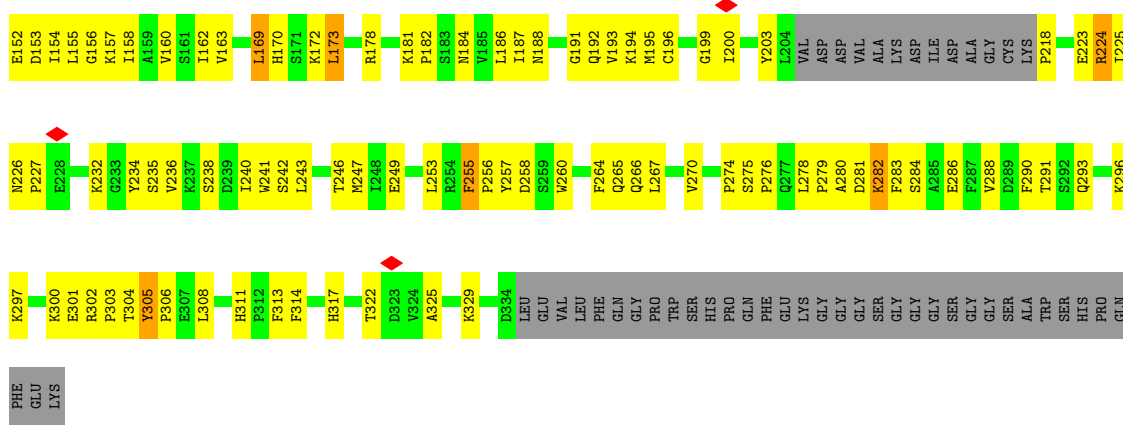 E152 D153 I154 L155 G156 K157 I158 A159 V160 S161 I162 V163 L169 H170 S171 K172 L173 R178 K181 P182 S183 N184 V185 L186 I187 N188 G191 Q192 V193 K194 M195 C196 G199 I200 Y203 L204 VAL ASP ASP VAL ALA LYS ASP ILE ASP ALA GLY CYS LYS P218 E223 R224 I225
N226 P227 E228 K232 G233 Y234 S235 V236 K237 S238 D239 I240 W241 S242 L243 T246 M247 I248 E249 L253 R254 F255 P256 Y257 D258 S259 W260 F264 Q265 Q266 L267 V270 P274 S275 P276 Q277 L278 P279 A280 D281 K282 F283 S284 A285 E286 F287 V288 D289 F290 T291 S292 Q293 K296
K297 K300 E301 R302 P303 T304 Y305 P306 E307 L308 H311 P312 F313 F314 H317 T322 D323 V324 A325 K329 D334 LEU GLU VAL LEU PHE GLN GLY PRO TRP SER HIS PRO GLN PHE GLU LYS GLY GLY GLY SER GLY GLY GLY SER GLY GLY SER ALA TRP SER HIS PRO GLN
PHE GLU LYS